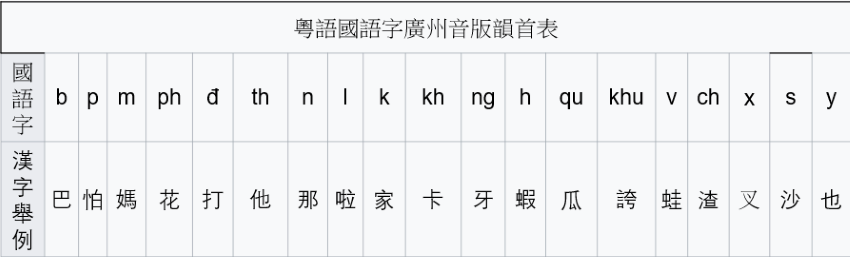 粵語國語字廣州音版韻首表
國語字 b p m ph đ th n l k kh ng h qu khu v ch x s y
漢字舉例 巴 怕 媽 花 打 他 那 啦 家 卡 牙 蝦 瓜 誇 蛙 渣 叉 沙 也